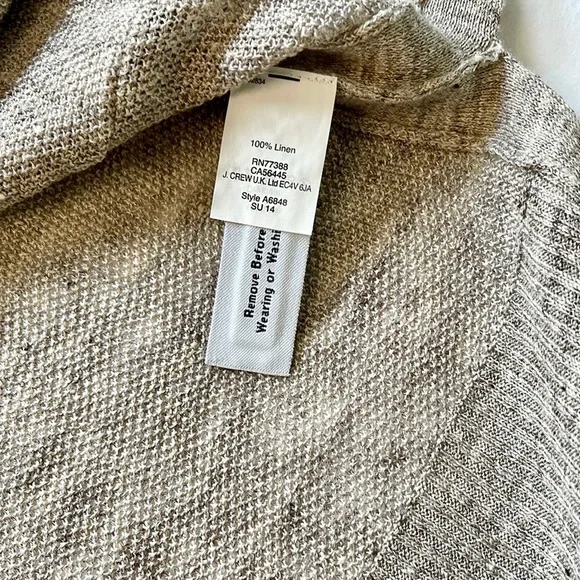 100% Linen
RN77388
CA56445
J. CREW U.K. Ltd EC4V 6JA
Style A6848
SU 14
Remove Before
Wearing or Washi